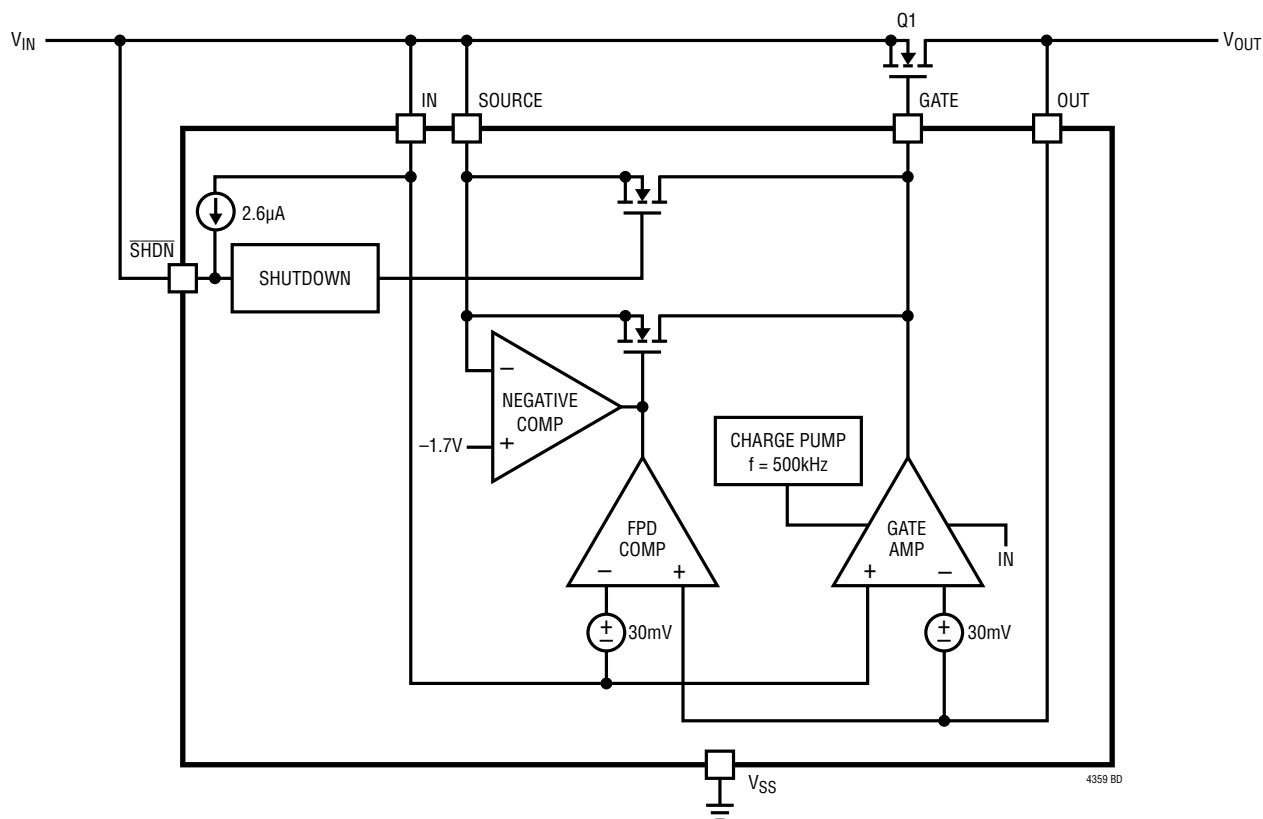 Q1
V_IN
V_OUT
IN
SOURCE
GATE
OUT
2.6µA
SHDN
SHUTDOWN
NEGATIVE
COMP
−
+
–1.7V
CHARGE PUMP
f = 500kHz
FPD
COMP
−
+
GATE
AMP
+
−
IN
+
−
30mV
+
−
30mV
V_SS
4359 BD